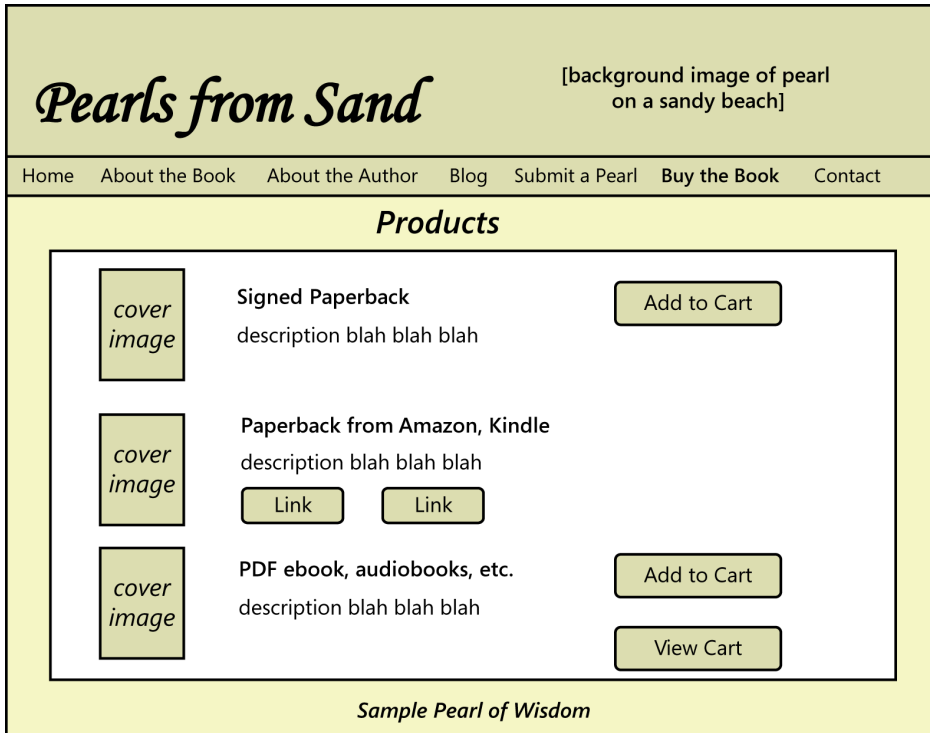 Pearls from Sand
[background image of pearl
on a sandy beach]
Home About the Book About the Author Blog Submit a Pearl Buy the Book Contact
Products
cover
image
Signed Paperback
description blah blah blah
Add to Cart
cover
image
Paperback from Amazon, Kindle
description blah blah blah
Link Link
cover
image
PDF ebook, audiobooks, etc.
description blah blah blah
Add to Cart
View Cart
Sample Pearl of Wisdom